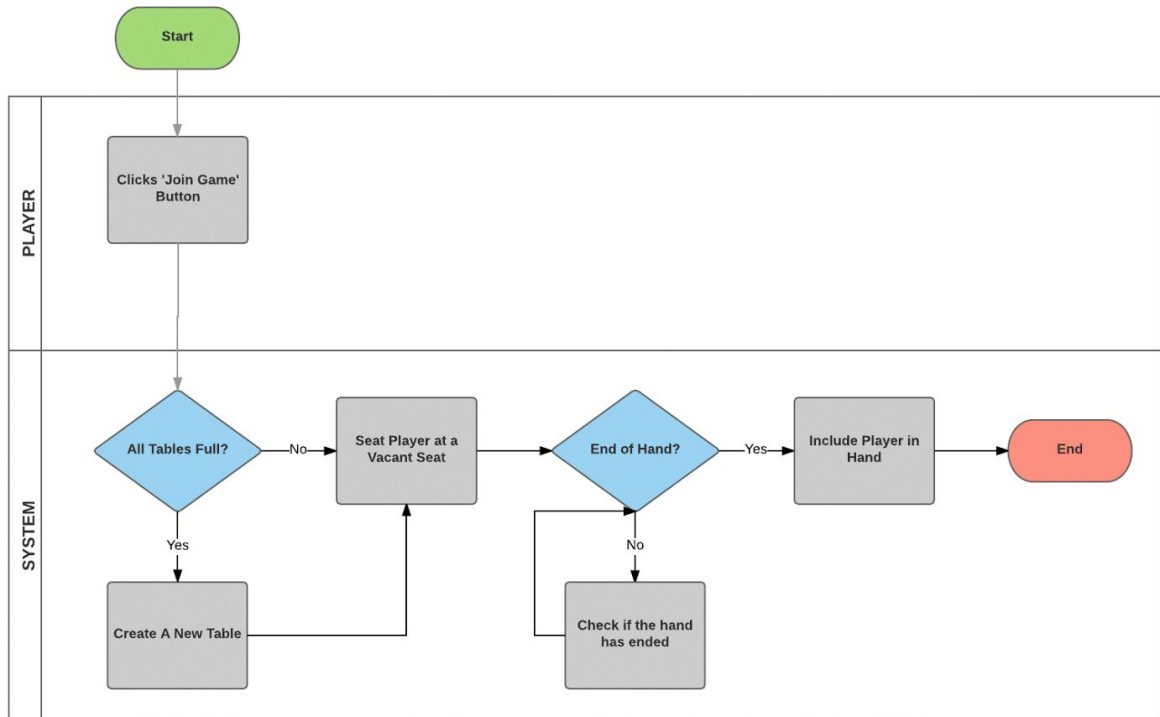 Start
PLAYER
Clicks 'Join Game'
Button
SYSTEM
All Tables Full?
No
Seat Player at a
Vacant Seat
End of Hand?
Yes
Include Player in
Hand
End
Yes
No
Create A New Table
Check if the hand
has ended